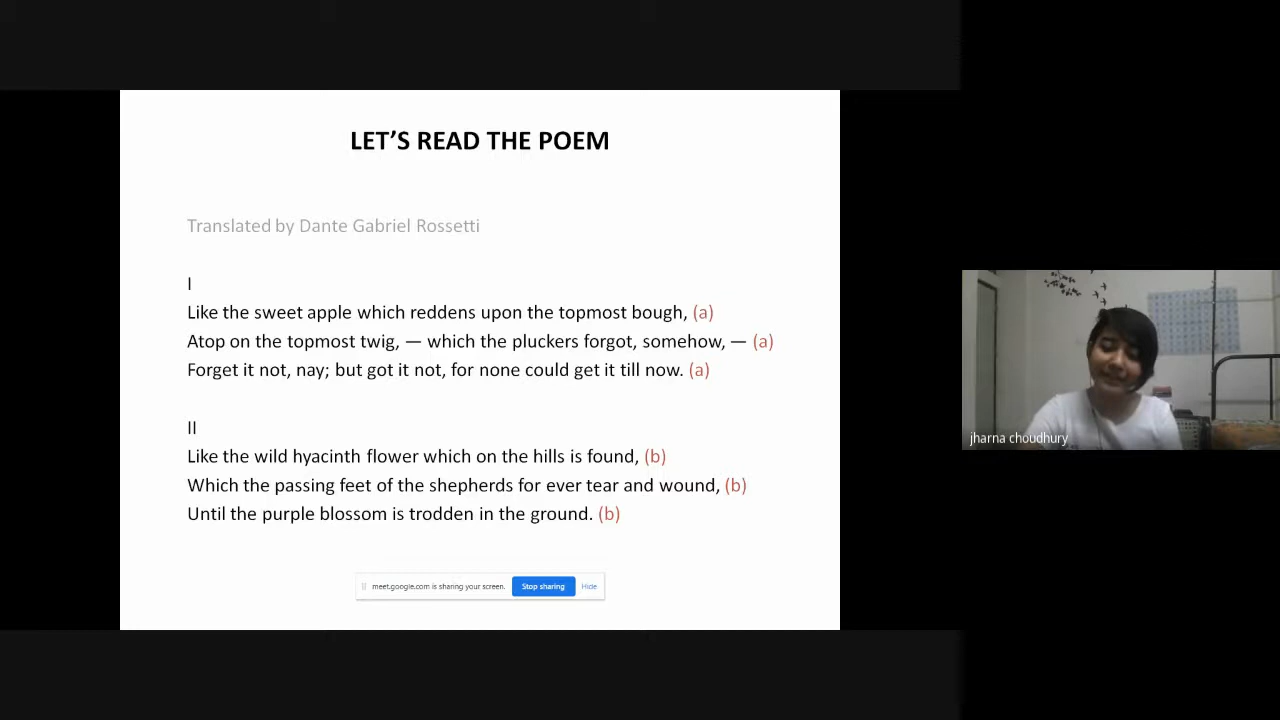 LET'S READ THE POEM
Translated by Dante Gabriel Rossetti
I
Like the sweet apple which reddens upon the topmost bough, (a)
Atop on the topmost twig, — which the pluckers forgot, somehow, — (a)
Forget it not, nay; but got it not, for none could get it till now. (a)
II
Like the wild hyacinth flower which on the hills is found, (b)
Which the passing feet of the shepherds for ever tear and wound, (b)
Until the purple blossom is trodden in the ground. (b)
meet.google.com is sharing your screen. Stop sharing Hide
jharna choudhury